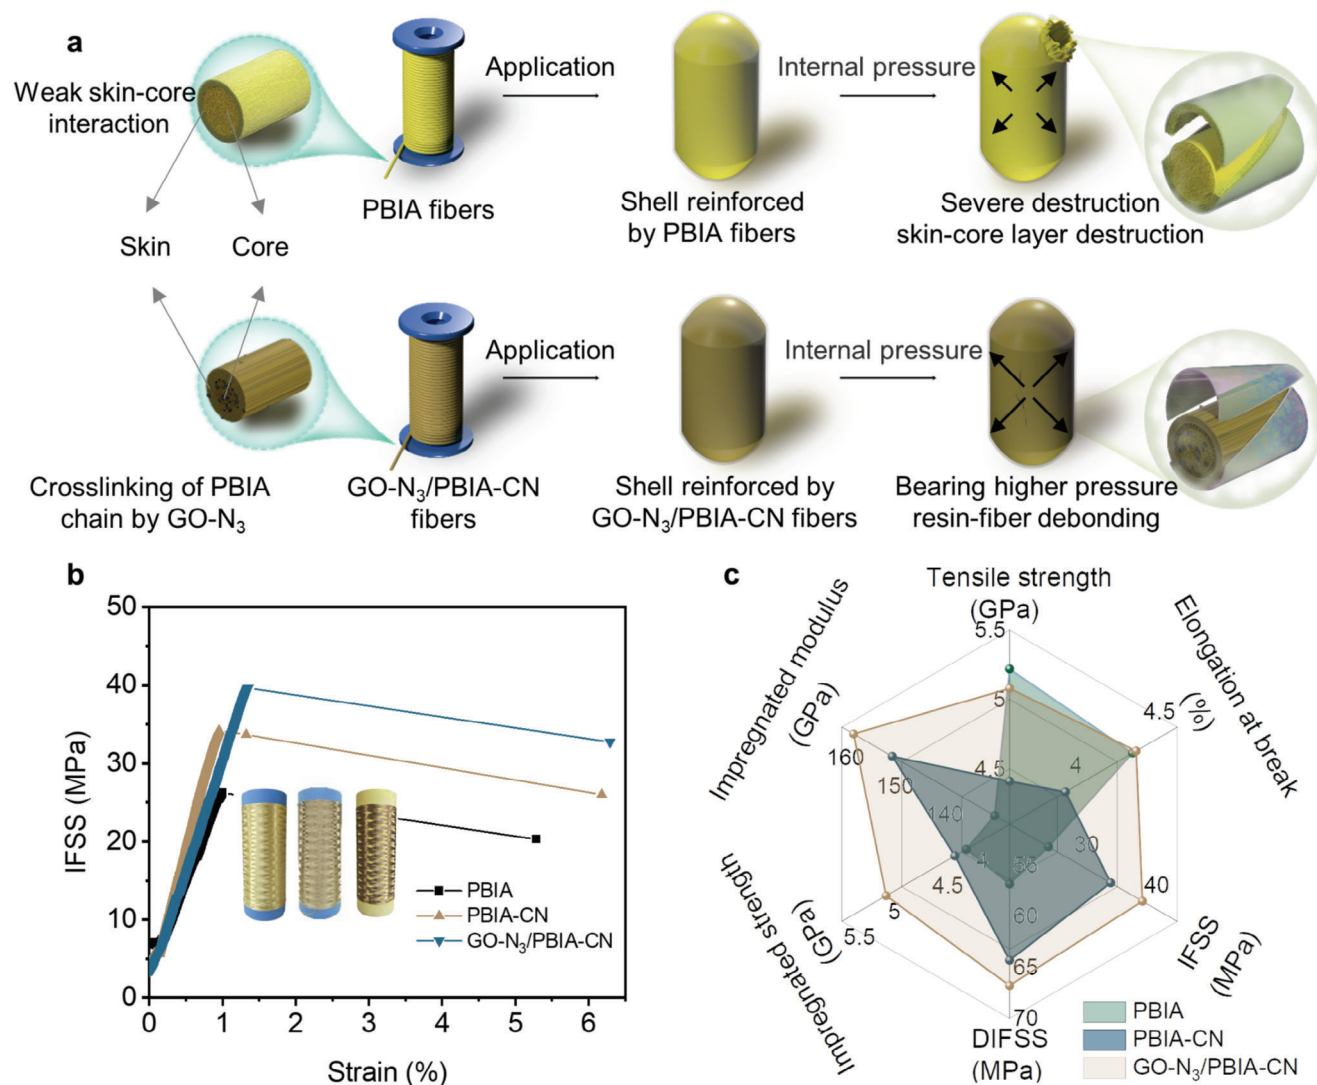 a
Weak skin-core
interaction
Application
Internal pressure
PBIA fibers
Shell reinforced
by PBIA fibers
Severe destruction
skin-core layer destruction
Skin
Core
Application
Internal pressure
Crosslinking of PBIA
chain by GO-N₃
GO-N₃/PBIA-CN
fibers
Shell reinforced by
GO-N₃/PBIA-CN fibers
Bearing higher pressure
resin-fiber debonding
b
IFSS (MPa)
50
40
30
20
10
0
0
1
2
3
4
5
6
Strain (%)
PBIA
PBIA-CN
GO-N₃/PBIA-CN
c
Tensile strength
(GPa)
5.5
5
4.5
Elongation at break
(%)
4.5
4
IFSS
(MPa)
40
30
DIFSS
(MPa)
70
65
60
55
Impregnated strength
(GPa)
5.5
5
4.5
4
Impregnated modulus
(GPa)
160
150
140
PBIA
PBIA-CN
GO-N₃/PBIA-CN